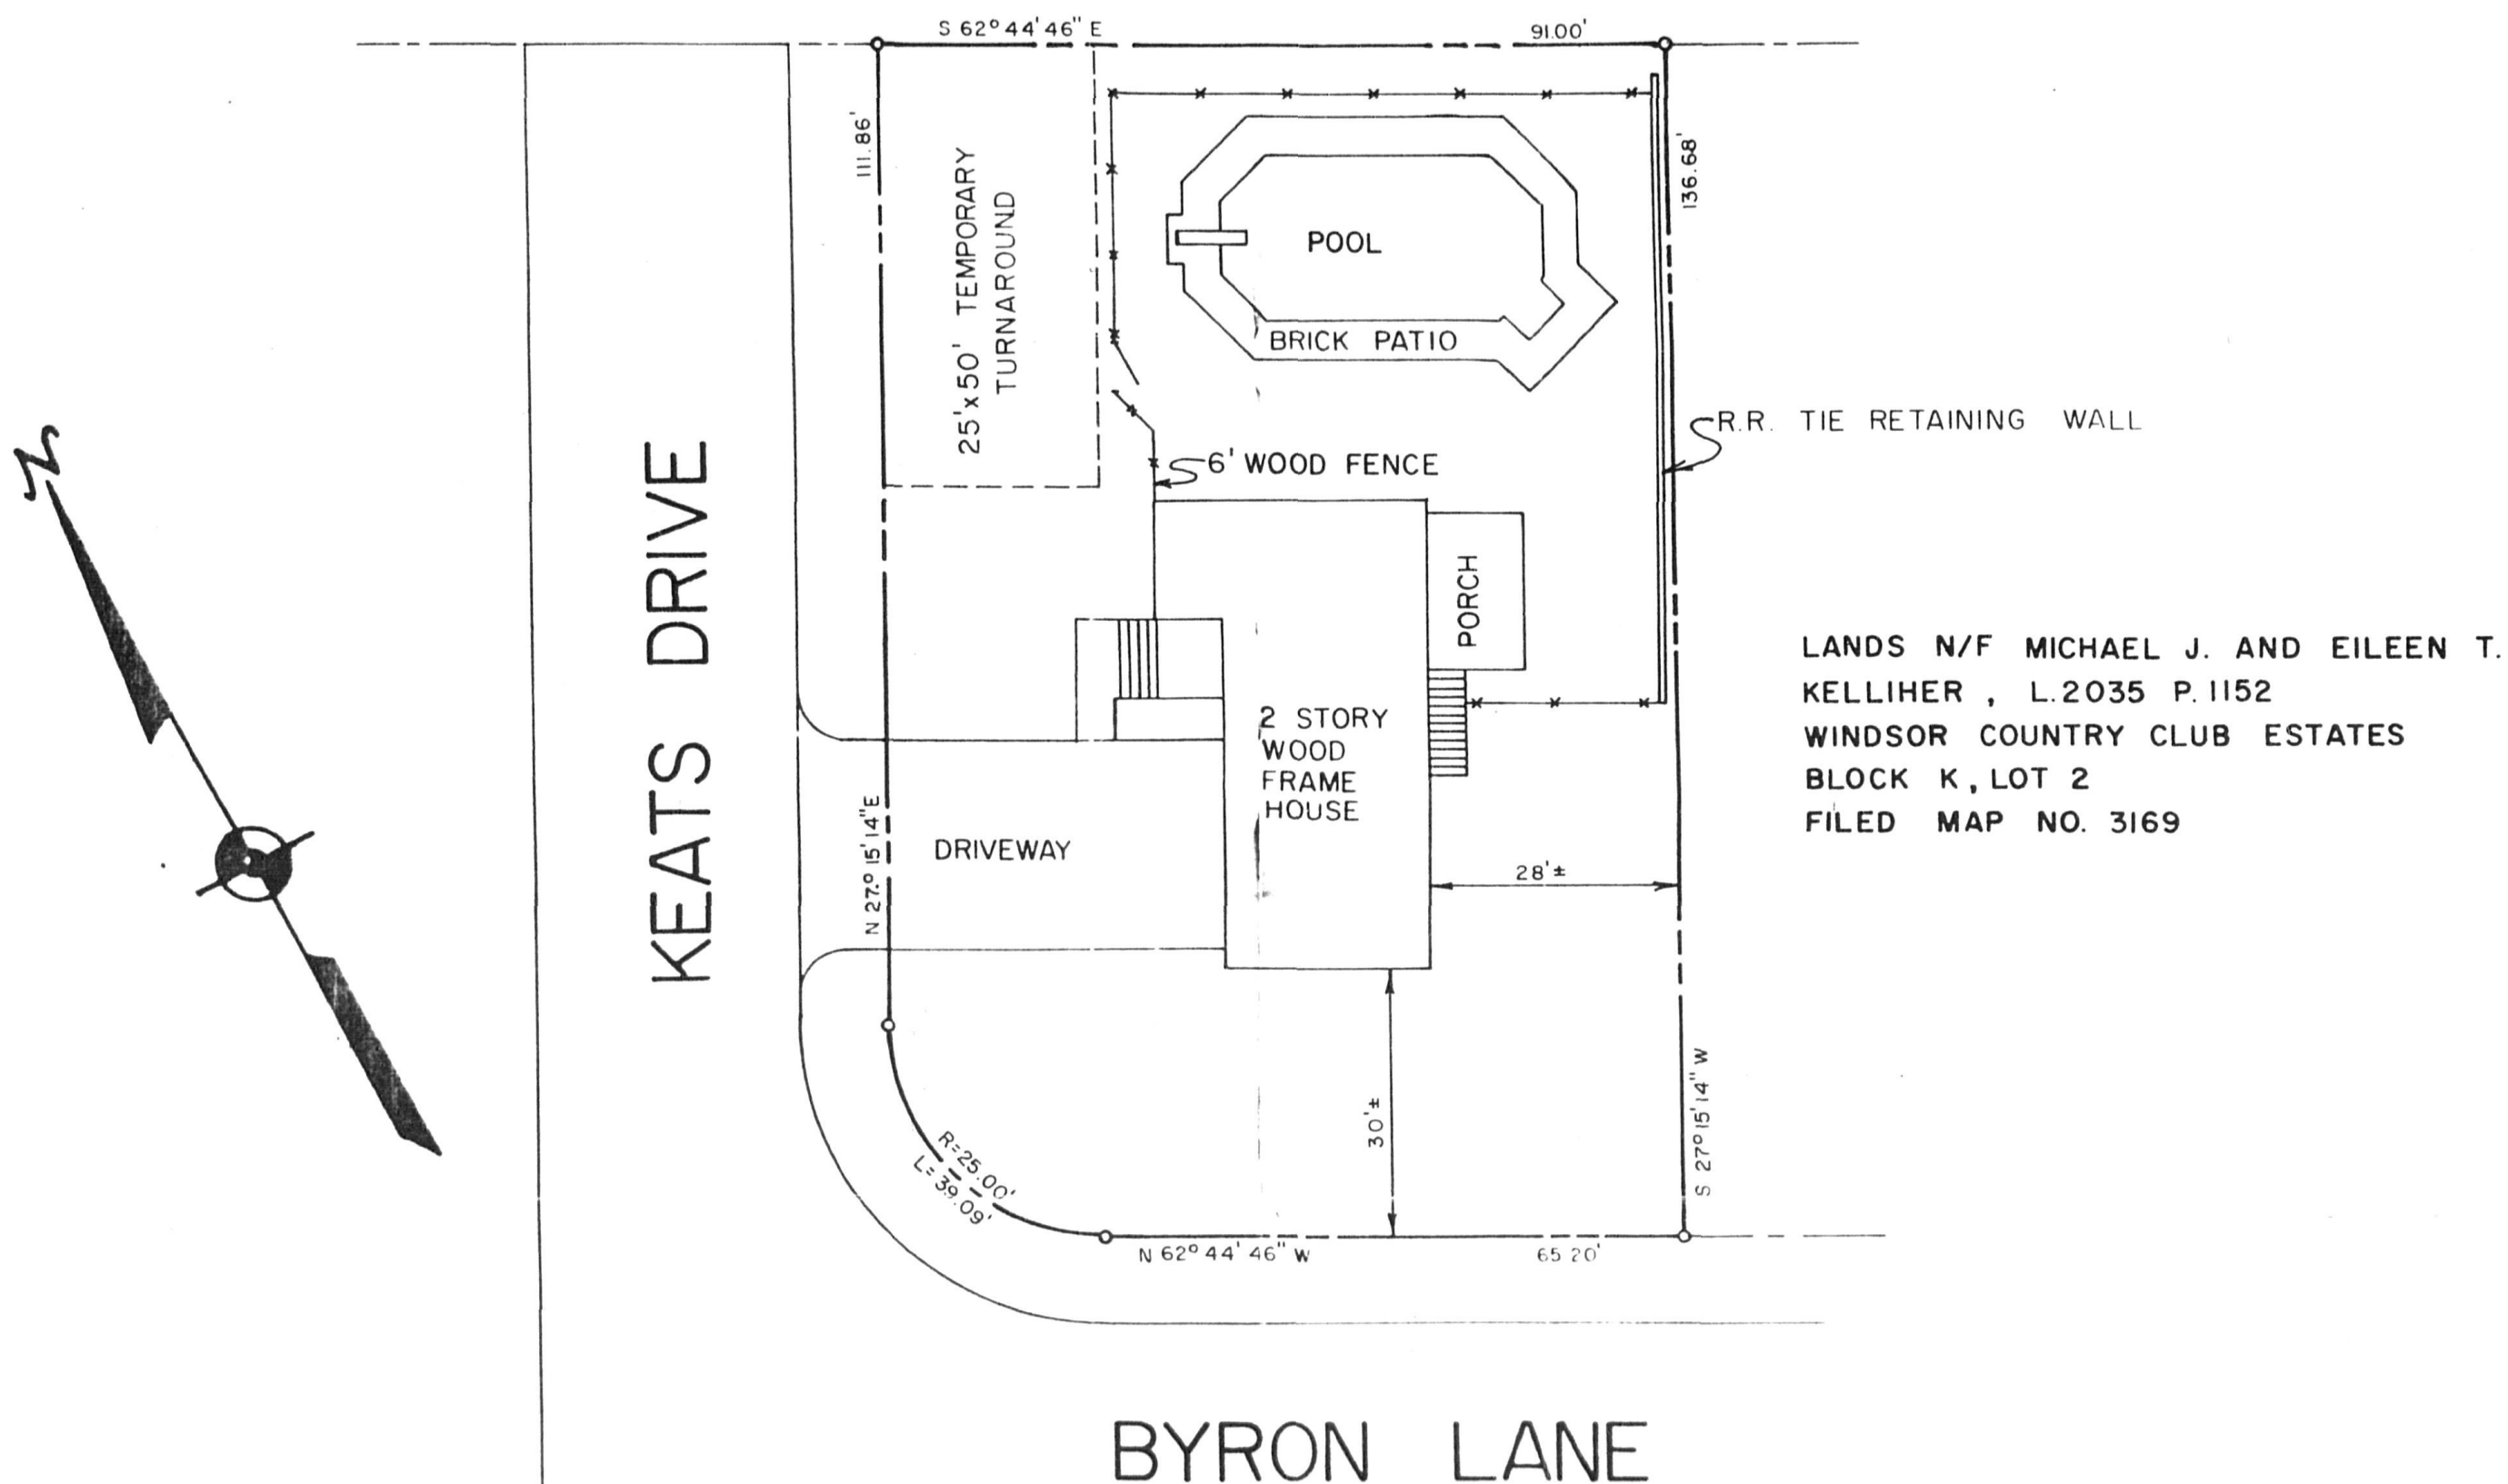 S 62° 44' 46" E
91.00'
111.86'
136.68'
25' x 50' TEMPORARY
TURNAROUND
POOL
BRICK PATIO
R.R. TIE RETAINING WALL
6' WOOD FENCE
N
KEATS DRIVE
PORCH
LANDS N/F MICHAEL J. AND EILEEN T.
KELLIHER , L. 2035 P. 1152
WINDSOR COUNTRY CLUB ESTATES
BLOCK K, LOT 2
FILED MAP NO. 3169
2 STORY
WOOD
FRAME
HOUSE
N 27° 15' 14" E
DRIVEWAY
28'±
30'±
S 27° 15' 14" W
R=25.00'
L=39.09'
N 62° 44' 46" W
65 20'
BYRON LANE